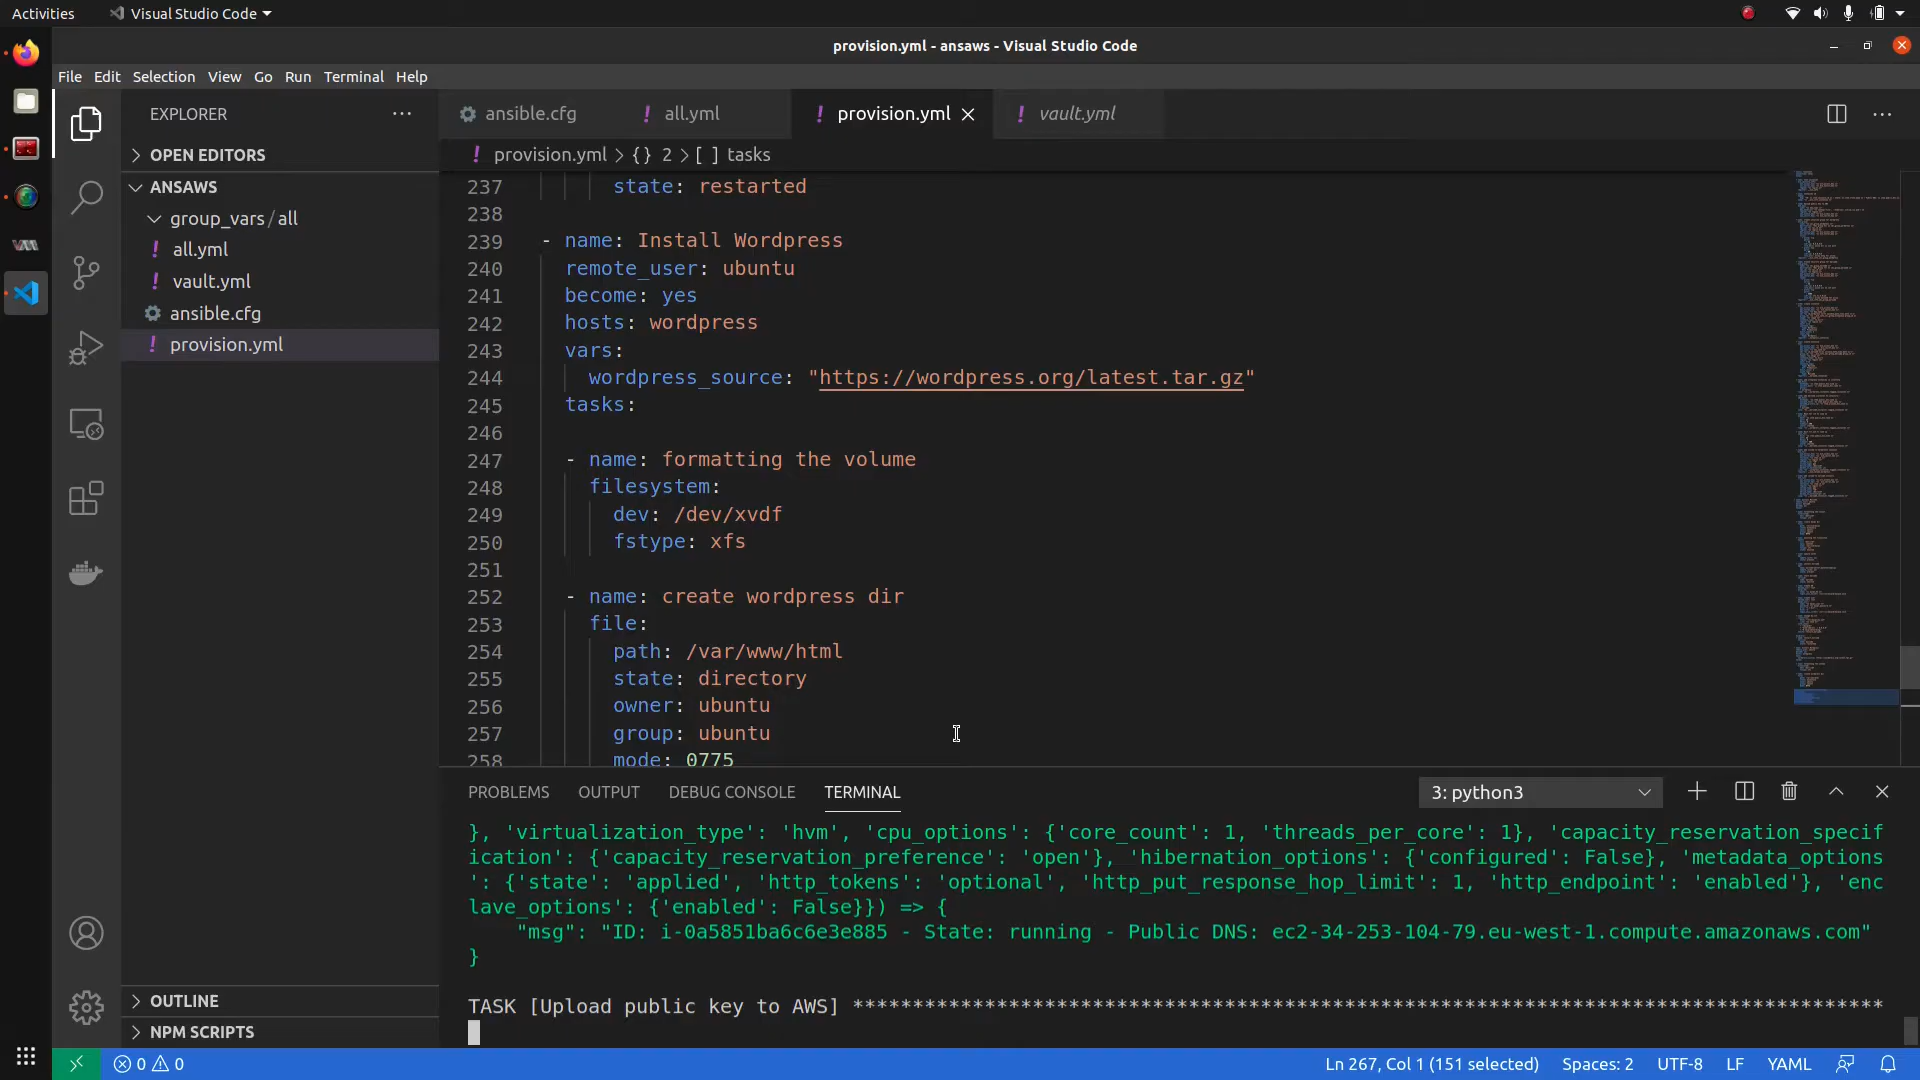 Activities
Visual Studio Code
provision.yml - ansaws - Visual Studio Code
File Edit Selection View Go Run Terminal Help
EXPLORER
OPEN EDITORS
ANSAWS
group_vars / all
! all.yml
! vault.yml
ansible.cfg
! provision.yml
OUTLINE
NPM SCRIPTS
ansible.cfg
! all.yml
! provision.yml
! vault.yml
! provision.yml > {} 2 > [ ] tasks
237 state: restarted
238
239 - name: Install Wordpress
240 remote_user: ubuntu
241 become: yes
242 hosts: wordpress
243 vars:
244 wordpress_source: "https://wordpress.org/latest.tar.gz"
245 tasks:
246
247 - name: formatting the volume
248 filesystem:
249 dev: /dev/xvdf
250 fstype: xfs
251
252 - name: create wordpress dir
253 file:
254 path: /var/www/html
255 state: directory
256 owner: ubuntu
257 group: ubuntu
258 mode: 0775
PROBLEMS OUTPUT DEBUG CONSOLE TERMINAL
3: python3
}, 'virtualization_type': 'hvm', 'cpu_options': {'core_count': 1, 'threads_per_core': 1}, 'capacity_reservation_specif
ication': {'capacity_reservation_preference': 'open'}, 'hibernation_options': {'configured': False}, 'metadata_options
': {'state': 'applied', 'http_tokens': 'optional', 'http_put_response_hop_limit': 1, 'http_endpoint': 'enabled'}, 'enc
lave_options': {'enabled': False}}) => {
"msg": "ID: i-0a5851ba6c6e3e885 - State: running - Public DNS: ec2-34-253-104-79.eu-west-1.compute.amazonaws.com"
}
TASK [Upload public key to AWS] **************************************************************************************
0 0
Ln 267, Col 1 (151 selected)
Spaces: 2
UTF-8
LF
YAML